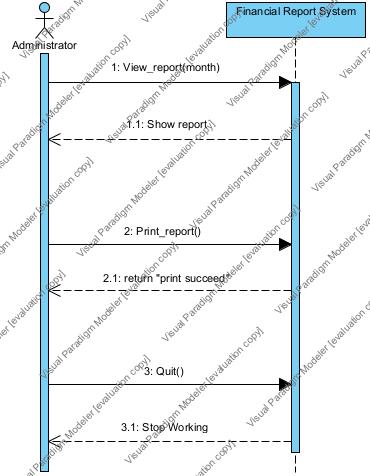 Financial Report System
Administrator
1: View_report(month)
1.1: Show report
2: Print_report()
2.1: return "print succeed"
3: Quit()
3.1: Stop Working
Visual Paradigm Modeler [evaluation copy]